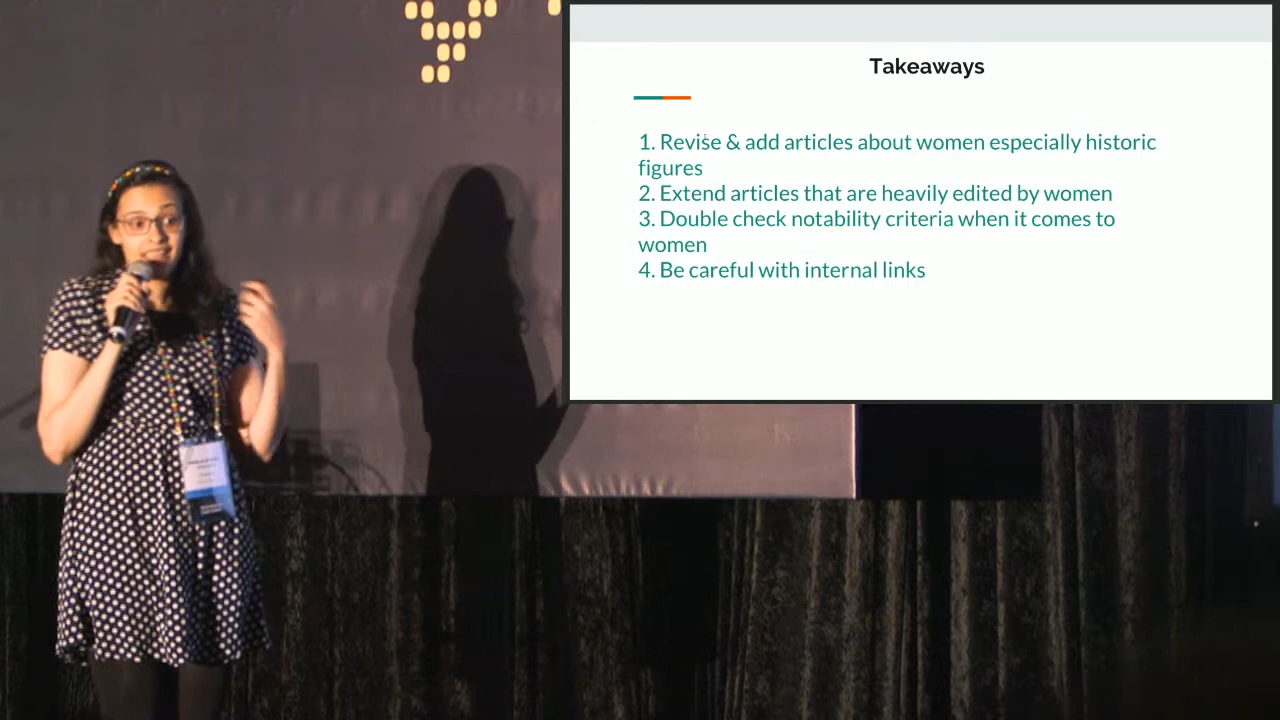 Takeaways
1. Revise & add articles about women especially historic
figures
2. Extend articles that are heavily edited by women
3. Double check notability criteria when it comes to
women
4. Be careful with internal links